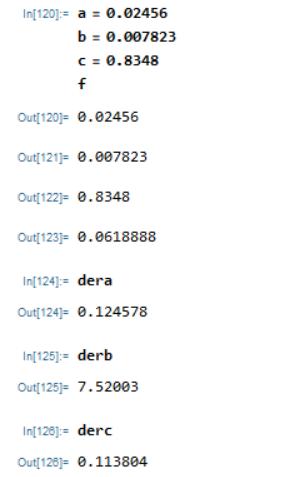 In[120]:= a = 0.02456
b = 0.007823
c = 0.8348
f
Out[120]= 0.02456
Out[121]= 0.007823
Out[122]= 0.8348
Out[123]= 0.0618888
In[124]:= dera
Out[124]= 0.124578
In[125]:= derb
Out[125]= 7.52003
In[126]:= derc
Out[126]= 0.113804